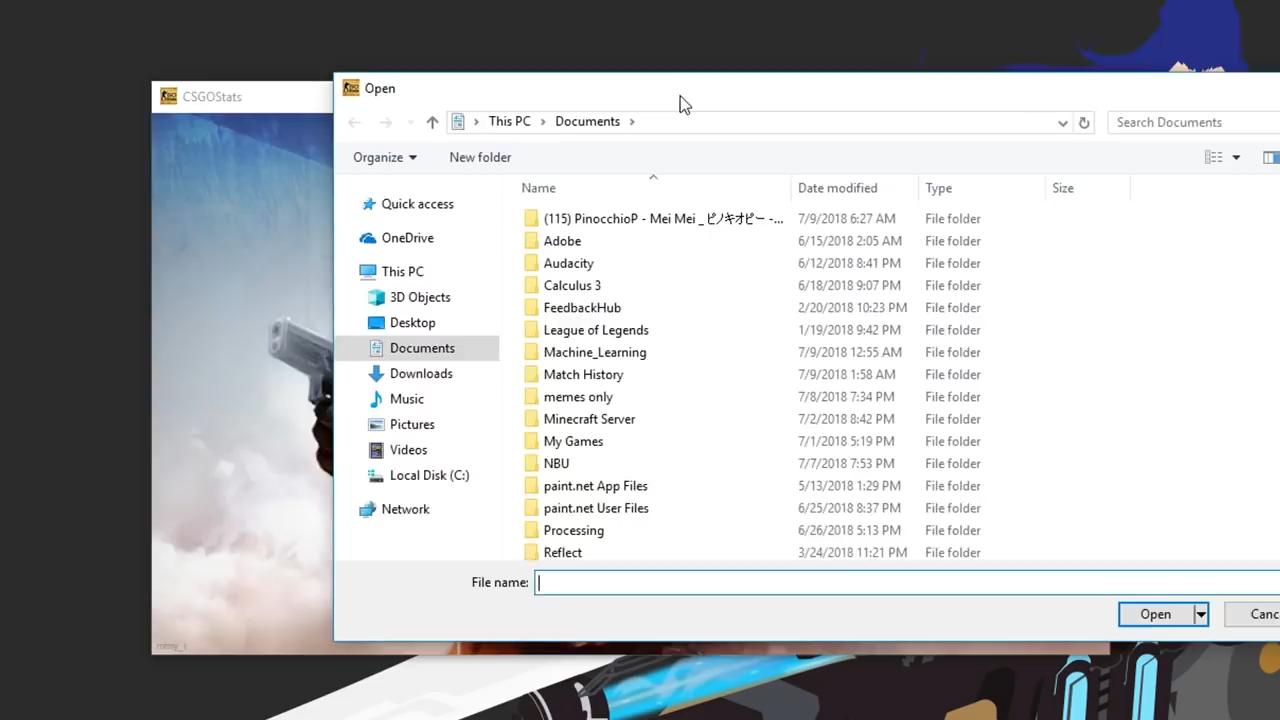 CSGOStats
Open
This PC > Documents >
Search Documents
Organize
New folder
Name
Date modified
Type
Size
Quick access
OneDrive
This PC
3D Objects
Desktop
Documents
Downloads
Music
Pictures
Videos
Local Disk (C:)
Network
(115) PinocchioP - Mei Mei _ ピノキオピー -... 7/9/2018 6:27 AM File folder
Adobe 6/15/2018 2:05 AM File folder
Audacity 6/12/2018 8:41 PM File folder
Calculus 3 6/18/2018 9:07 PM File folder
FeedbackHub 2/20/2018 10:23 PM File folder
League of Legends 1/19/2018 9:42 PM File folder
Machine_Learning 7/9/2018 12:55 AM File folder
Match History 7/9/2018 1:58 AM File folder
memes only 7/8/2018 7:34 PM File folder
Minecraft Server 7/2/2018 8:42 PM File folder
My Games 7/1/2018 5:19 PM File folder
NBU 7/7/2018 7:53 PM File folder
paint.net App Files 5/13/2018 1:29 PM File folder
paint.net User Files 6/25/2018 8:37 PM File folder
Processing 6/26/2018 5:13 PM File folder
Reflect 3/24/2018 11:21 PM File folder
File name:
Open
Canc